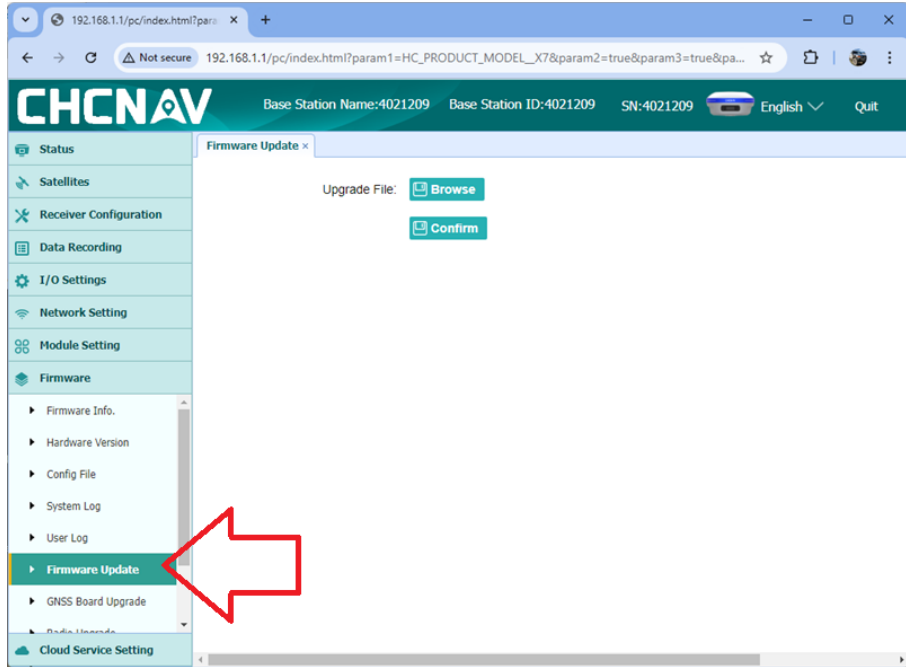 192.168.1.1/pc/index.html?para
Not secure 192.168.1.1/pc/index.html?param1=HC_PRODUCT_MODEL__X7&param2=true&param3=true&pa...
CHCNAV Base Station Name:4021209 Base Station ID:4021209 SN:4021209 English Quit
Status
Satellites
Receiver Configuration
Data Recording
I/O Settings
Network Setting
Module Setting
Firmware
Firmware Info.
Hardware Version
Config File
System Log
User Log
Firmware Update
GNSS Board Upgrade
Radio Upgrade
Cloud Service Setting
Firmware Update ×
Upgrade File: Browse
Confirm